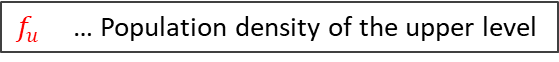 fᵤ … Population density of the upper level